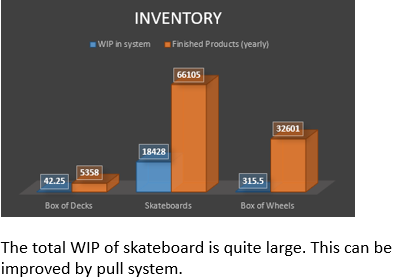 INVENTORY
WIP in system Finished Products (yearly)
66105
18428
32601
42.25
5358
315.5
Box of Decks Skateboards Box of Wheels
The total WIP of skateboard is quite large. This can be
improved by pull system.